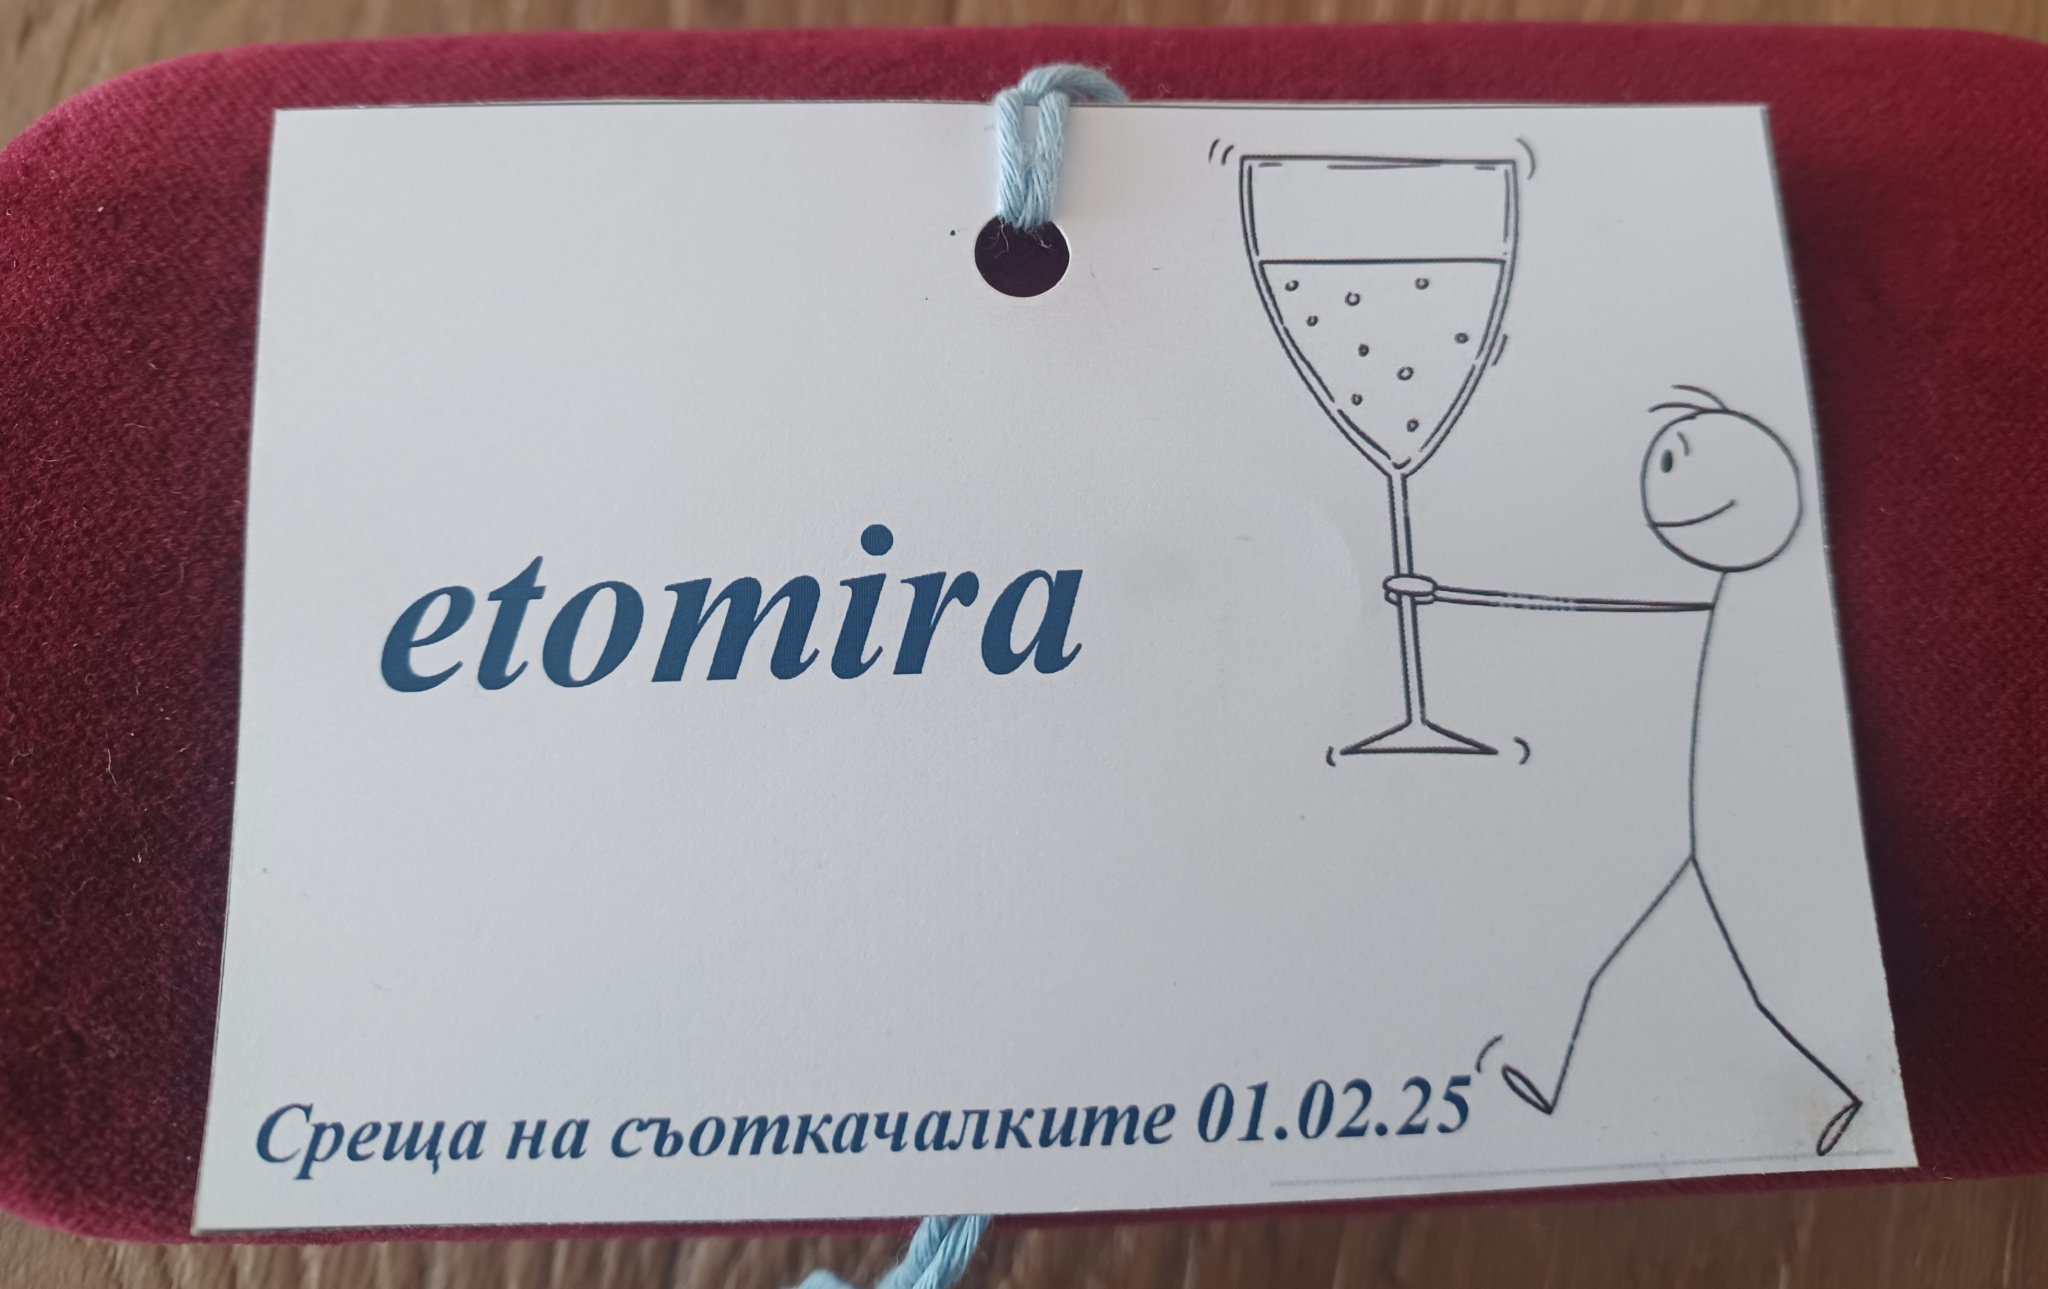 etomira
Среща на съоткачалките 01.02.25